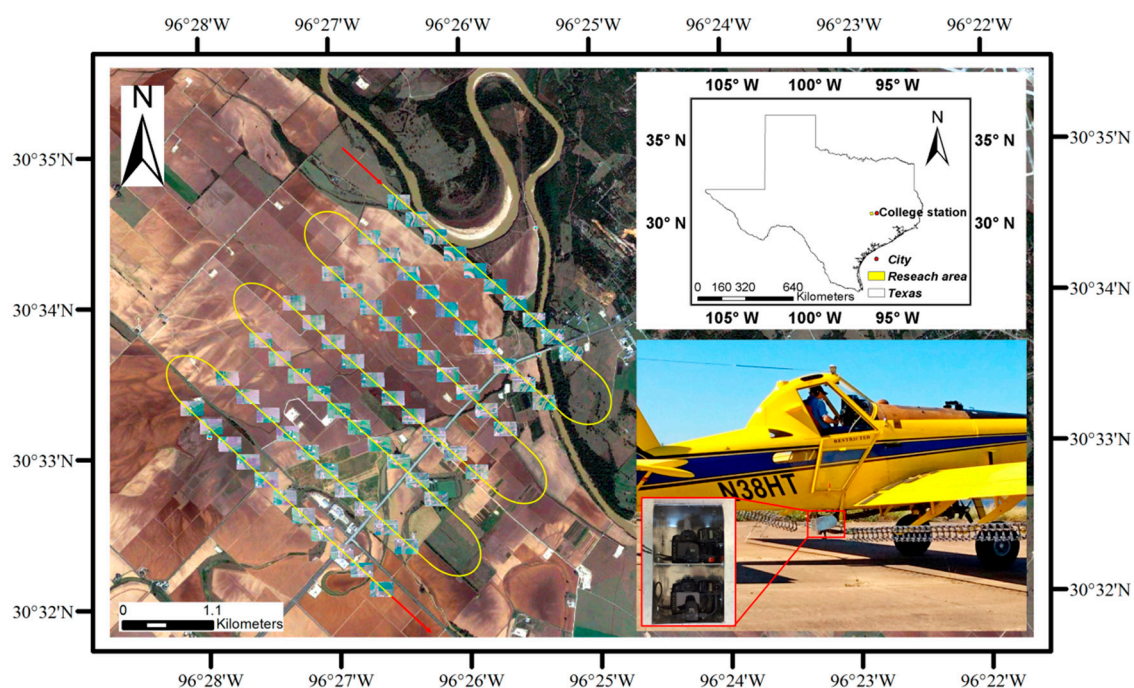 96°28'W 96°27'W 96°26'W 96°25'W 96°24'W 96°23'W 96°22'W
N
30°35'N
30°34'N
30°33'N
30°32'N
0 1.1
Kilometers
105° W 100° W 95° W
35° N 35° N
30° N 30° N
N
College station
City
Reseach area
Texas
0 160 320 640
Kilometers
105° W 100° W 95° W
RESTRICTED
N38HT
30°35'N
30°34'N
30°33'N
30°32'N
96°28'W 96°27'W 96°26'W 96°25'W 96°24'W 96°23'W 96°22'W